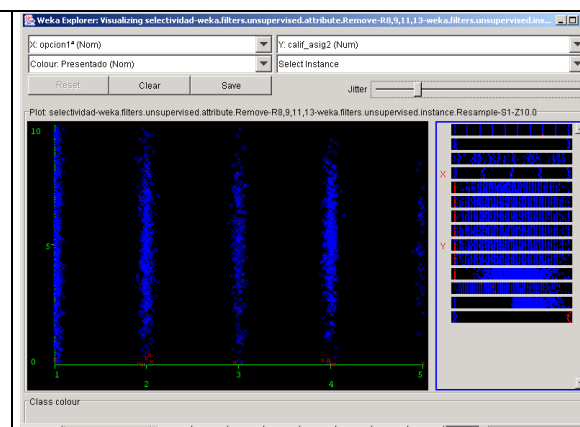 Weka Explorer: Visualizing selectividad-weka.filters.unsupervised.attribute.Remove-R8,9,11,13-weka.filters.unsupervised.ins...
X: opcion1ª (Nom)
Y: calif_asig2 (Num)
Colour: Presentado (Nom)
Select Instance
Reset
Clear
Save
Jitter
Plot: selectividad-weka.filters.unsupervised.attribute.Remove-R8,9,11,13-weka.filters.unsupervised.instance.Resample-S1-Z10.0
10
X
5
Y
0
1
2
3
4
5
Class colour